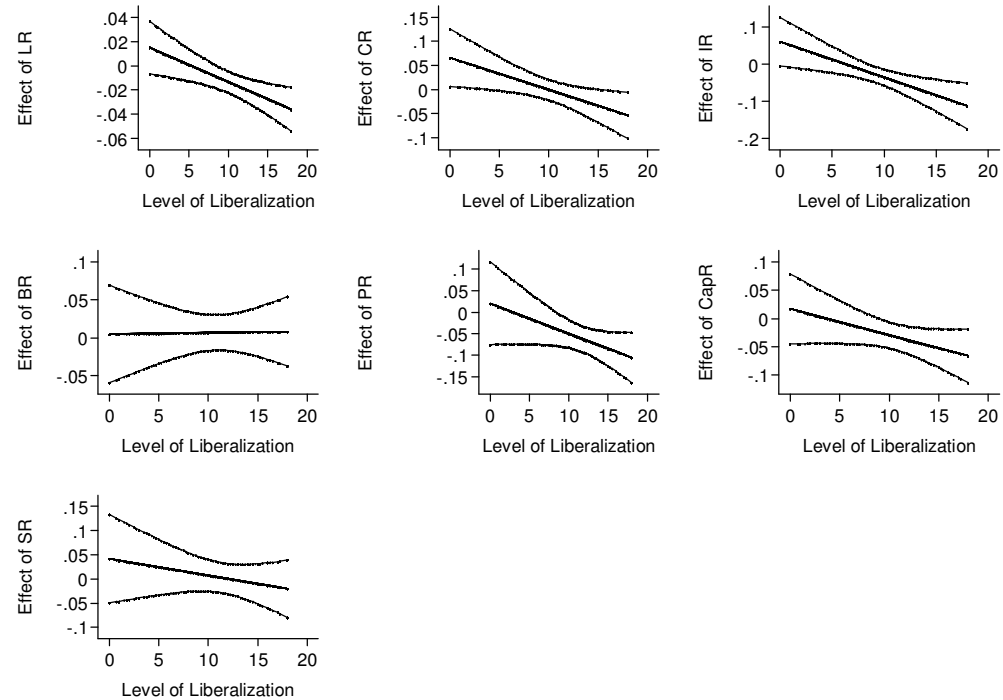 Effect of LR
.04
.02
0
-.02
-.04
-.06
0 5 10 15 20
Level of Liberalization
Effect of CR
.15
.1
.05
0
-.05
-.1
0 5 10 15 20
Level of Liberalization
Effect of IR
.1
0
-.1
-.2
0 5 10 15 20
Level of Liberalization
Effect of BR
.1
.05
0
-.05
0 5 10 15 20
Level of Liberalization
Effect of PR
.1
.05
0
-.05
-.1
-.15
0 5 10 15 20
Level of Liberalization
Effect of CapR
.1
.05
0
-.05
-.1
0 5 10 15 20
Level of Liberalization
Effect of SR
.15
.1
.05
0
-.05
-.1
0 5 10 15 20
Level of Liberalization